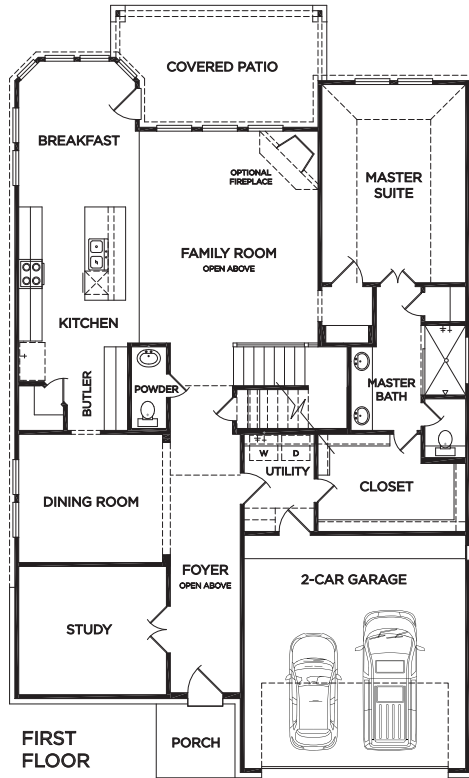 COVERED PATIO
BREAKFAST
OPTIONAL
FIREPLACE
MASTER
SUITE
FAMILY ROOM
OPEN ABOVE
KITCHEN
BUTLER
POWDER
MASTER
BATH
W D
UTILITY
CLOSET
DINING ROOM
FOYER
OPEN ABOVE
2-CAR GARAGE
STUDY
PORCH
FIRST
FLOOR